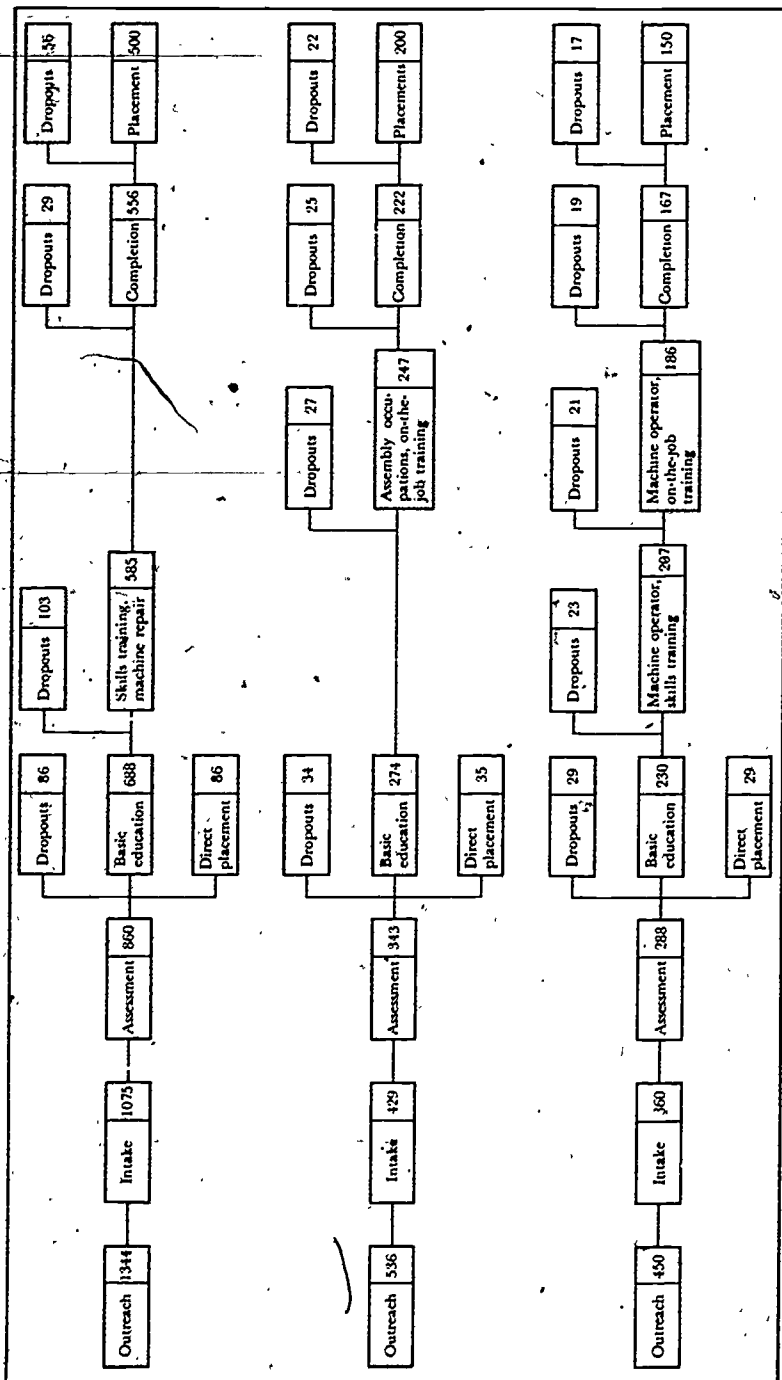 Outreach 1344
Intake 1075
Assessment 860
Dropouts 86
Basic
education 688
Direct
placement 86
Dropouts 103
Skills training,
machine repair 585
Dropouts 29
Completion 556
Dropouts 56
Placement 500
Outreach 536
Intake 429
Assessment 343
Dropouts 34
Basic
education 274
Direct
placement 35
Dropouts 27
Assembly occu-
pations, on-the-
job training 247
Dropouts 25
Completion 222
Dropouts 22
Placements 200
Outreach 450
Intake 360
Assessment 288
Dropouts 29
Basic
education 230
Direct
placement 29
Dropouts 23
Machine operator,
skills training 207
Dropouts 21
Machine operator,
on-the-job
training 186
Dropouts 19
Completion 167
Dropouts 17
Placement 150